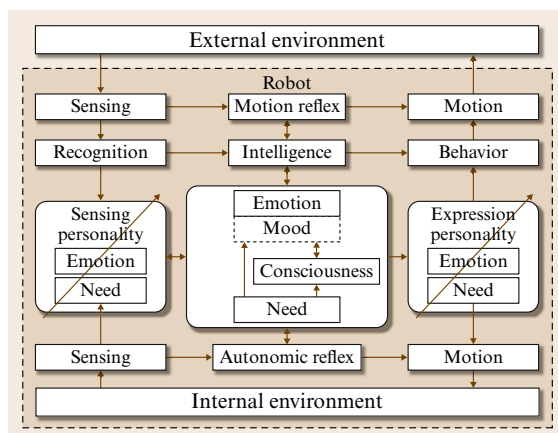 External environment
Robot
Sensing
Motion reflex
Motion
Recognition
Intelligence
Behavior
Sensing
personality
Emotion
Need
Emotion
Mood
Consciousness
Need
Expression
personality
Emotion
Need
Sensing
Autonomic reflex
Motion
Internal environment